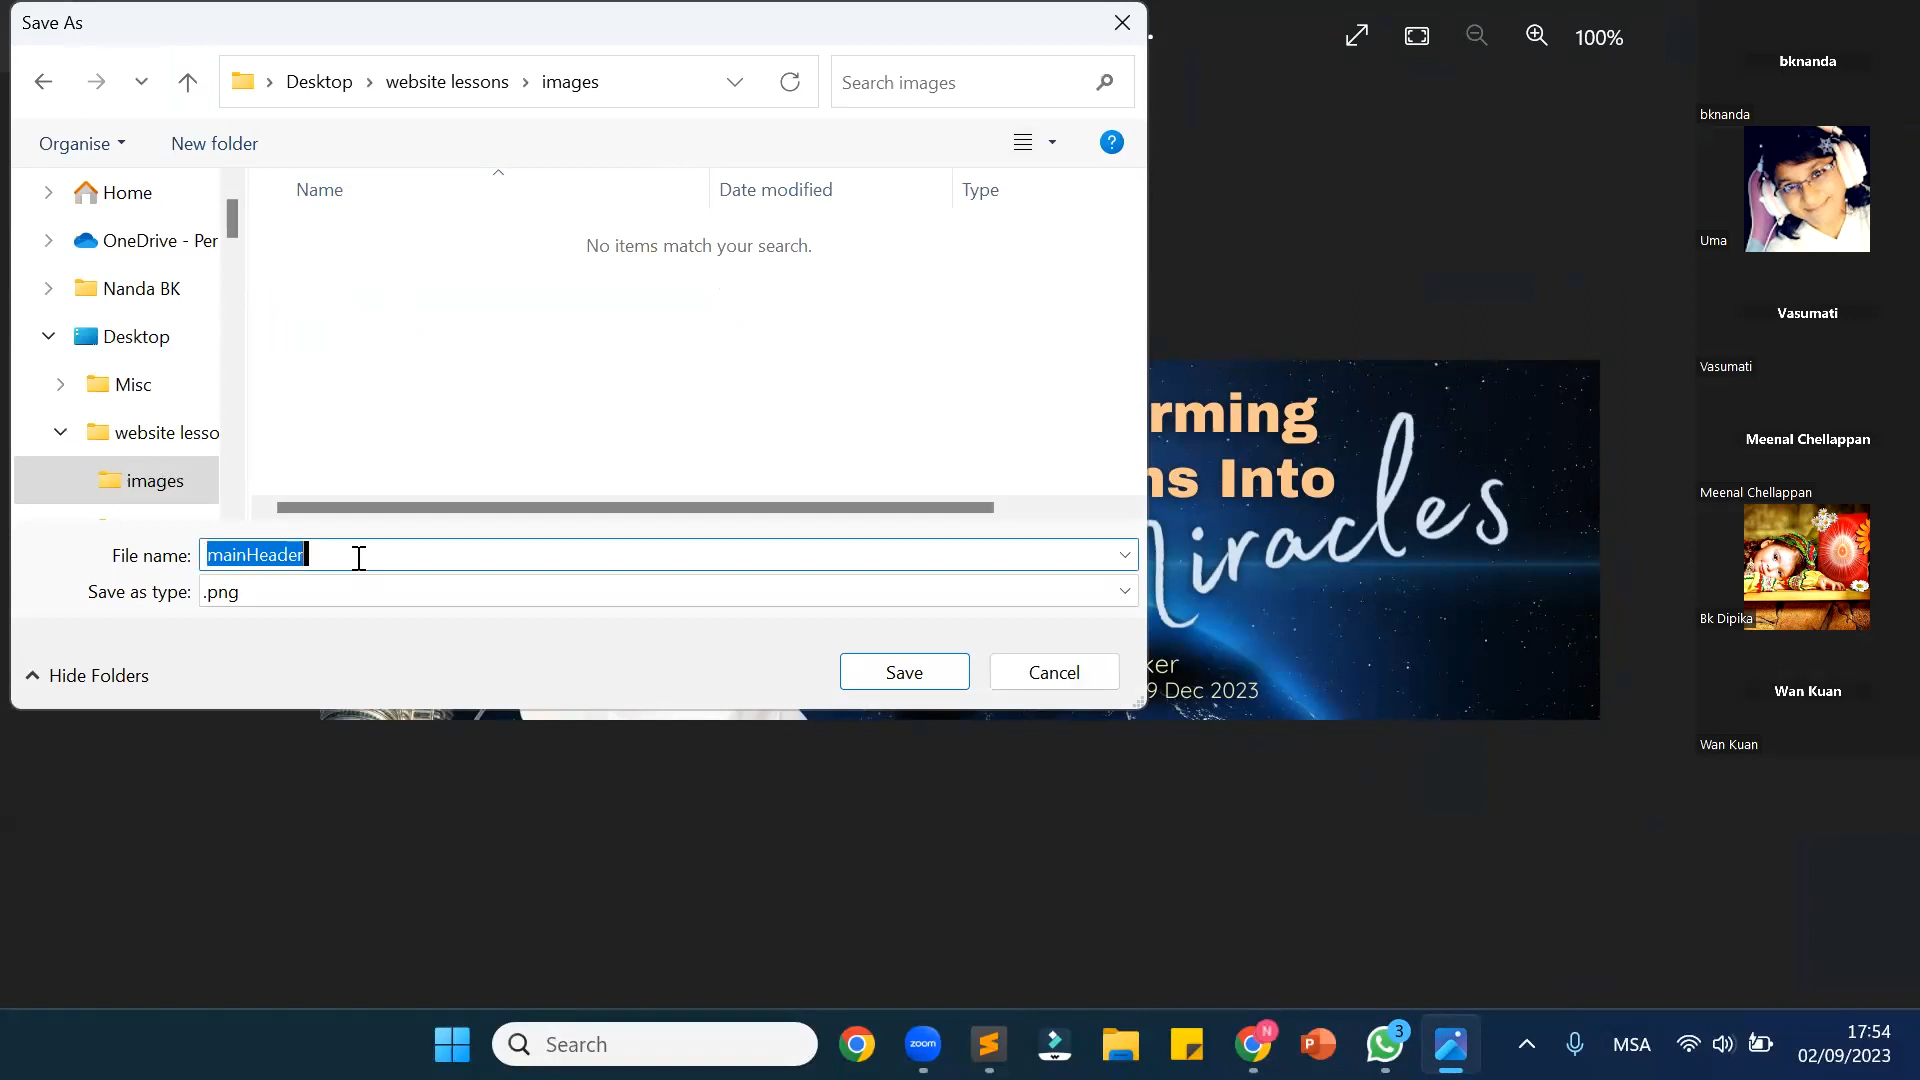 Save As
100%
bknanda
Desktop
website lessons
images
Search images
bknanda
Organise
New folder
?
Home
Name
Date modified
Type
OneDrive - Per
No items match your search.
Uma
Nanda BK
Vasumati
Desktop
Vasumati
Misc
rming
website lesso
Meenal Chellappan
ns Into
images
Meenal Chellappan
iracles
File name:
mainHeader
Save as type:
.png
Bk Dipika
Hide Folders
Save
Cancel
ker
9 Dec 2023
Wan Kuan
Wan Kuan
Search
zoom
N
P
3
MSA
17:54
02/09/2023